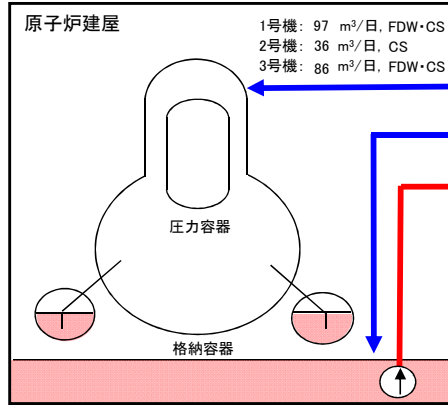 原子炉建屋
1号機: 97 m³/日, FDW・CS
2号機: 36 m³/日, CS
3号機: 86 m³/日, FDW・CS
圧力容器
格納容器